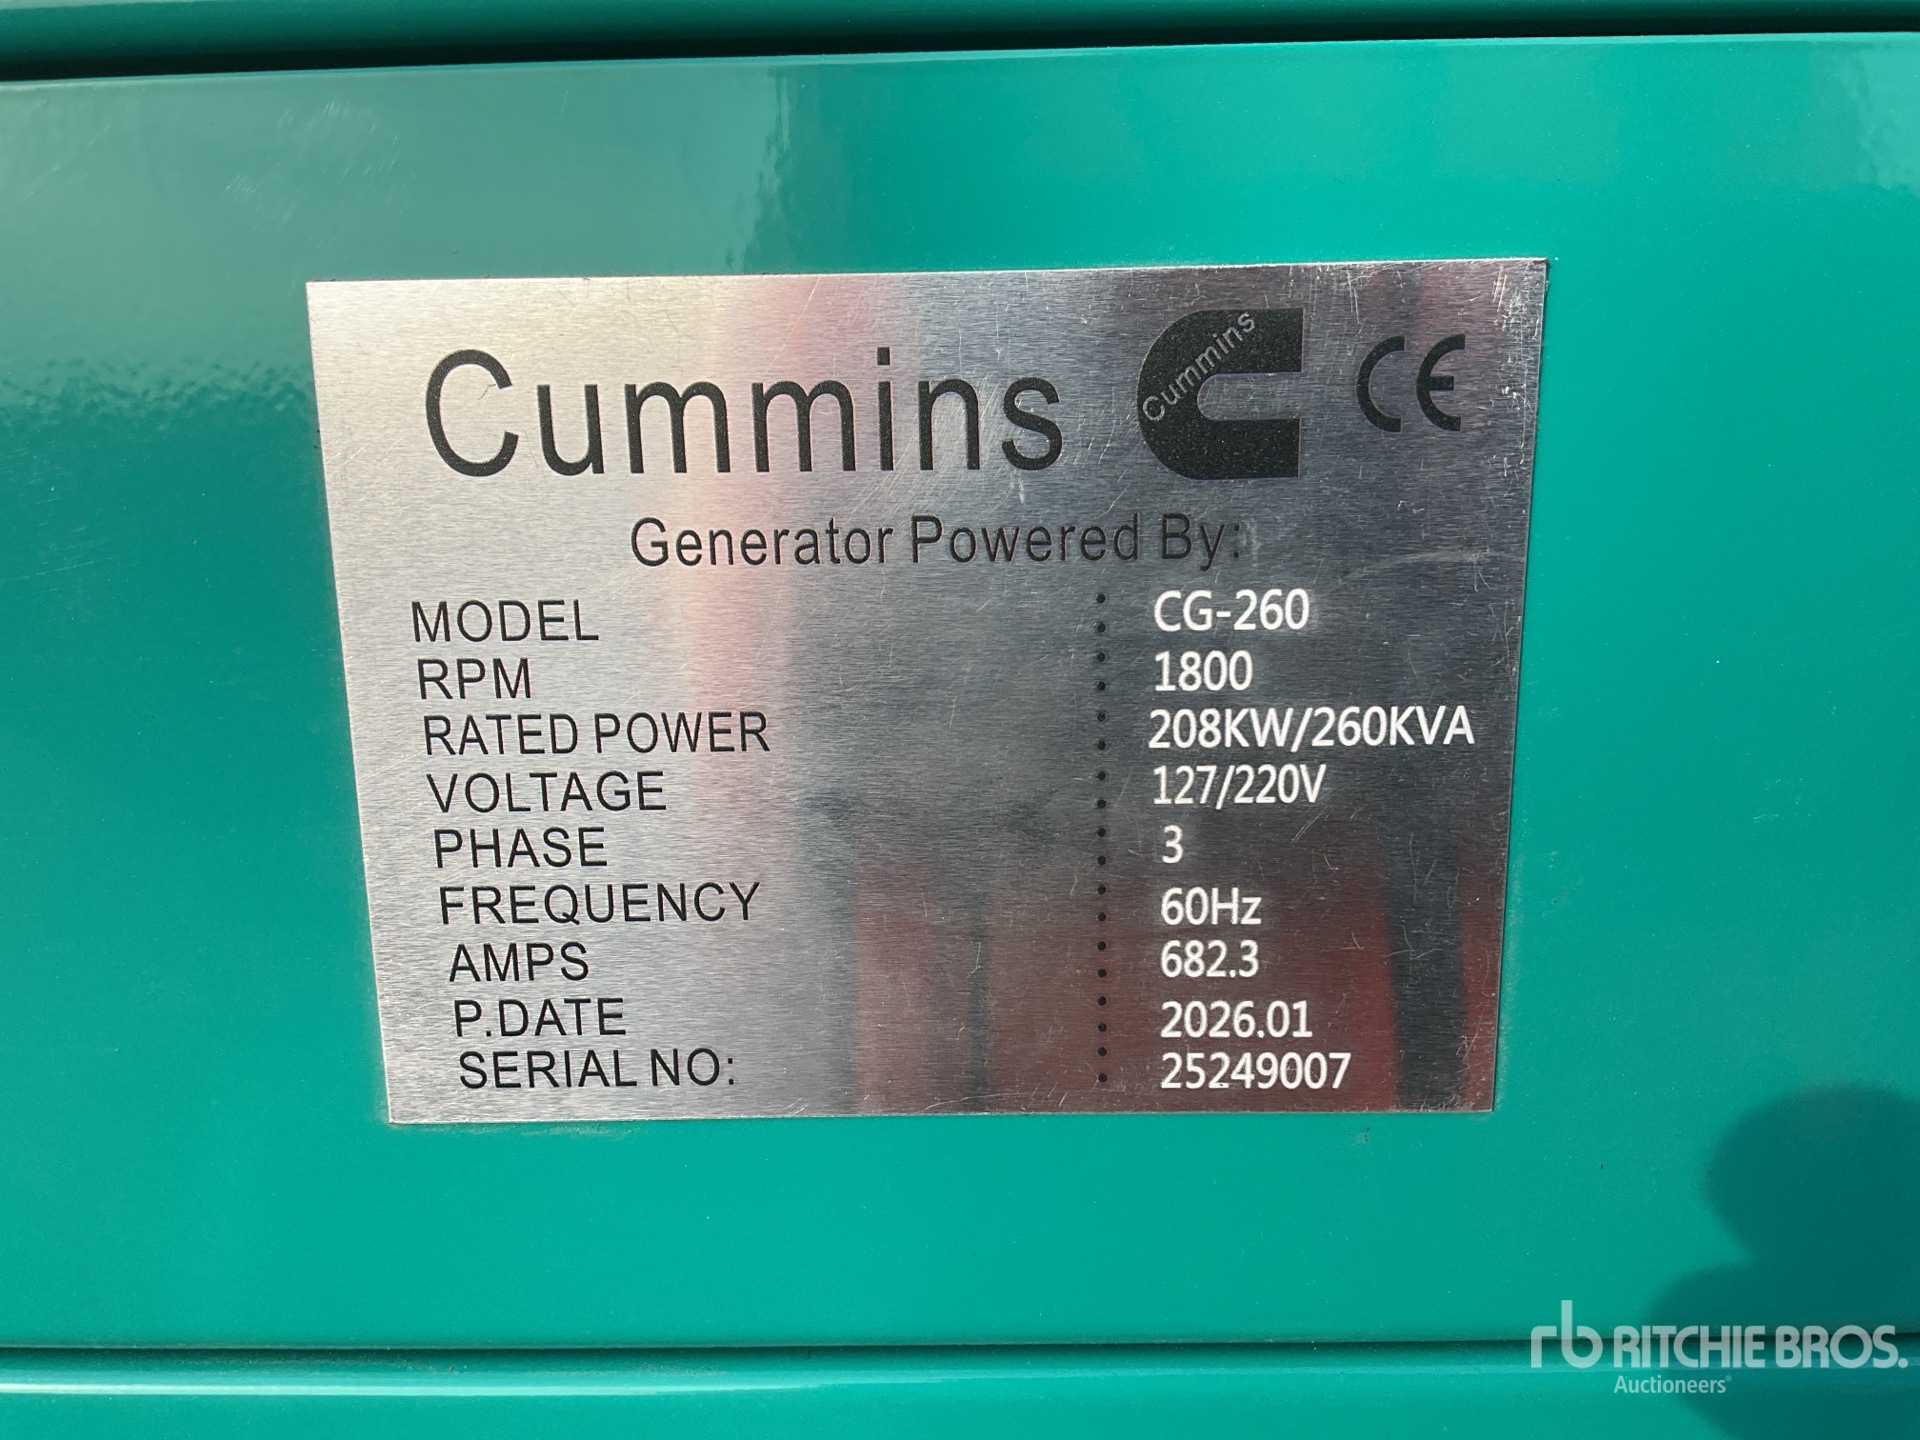 Cummins Cummins CE
Generator Powered By:
MODEL : CG-260
RPM : 1800
RATED POWER : 208KW/260KVA
VOLTAGE : 127/220V
PHASE : 3
FREQUENCY : 60Hz
AMPS : 682.3
P.DATE : 2026.01
SERIAL NO: : 25249007
rb RITCHIE BROS.
Auctioneers®